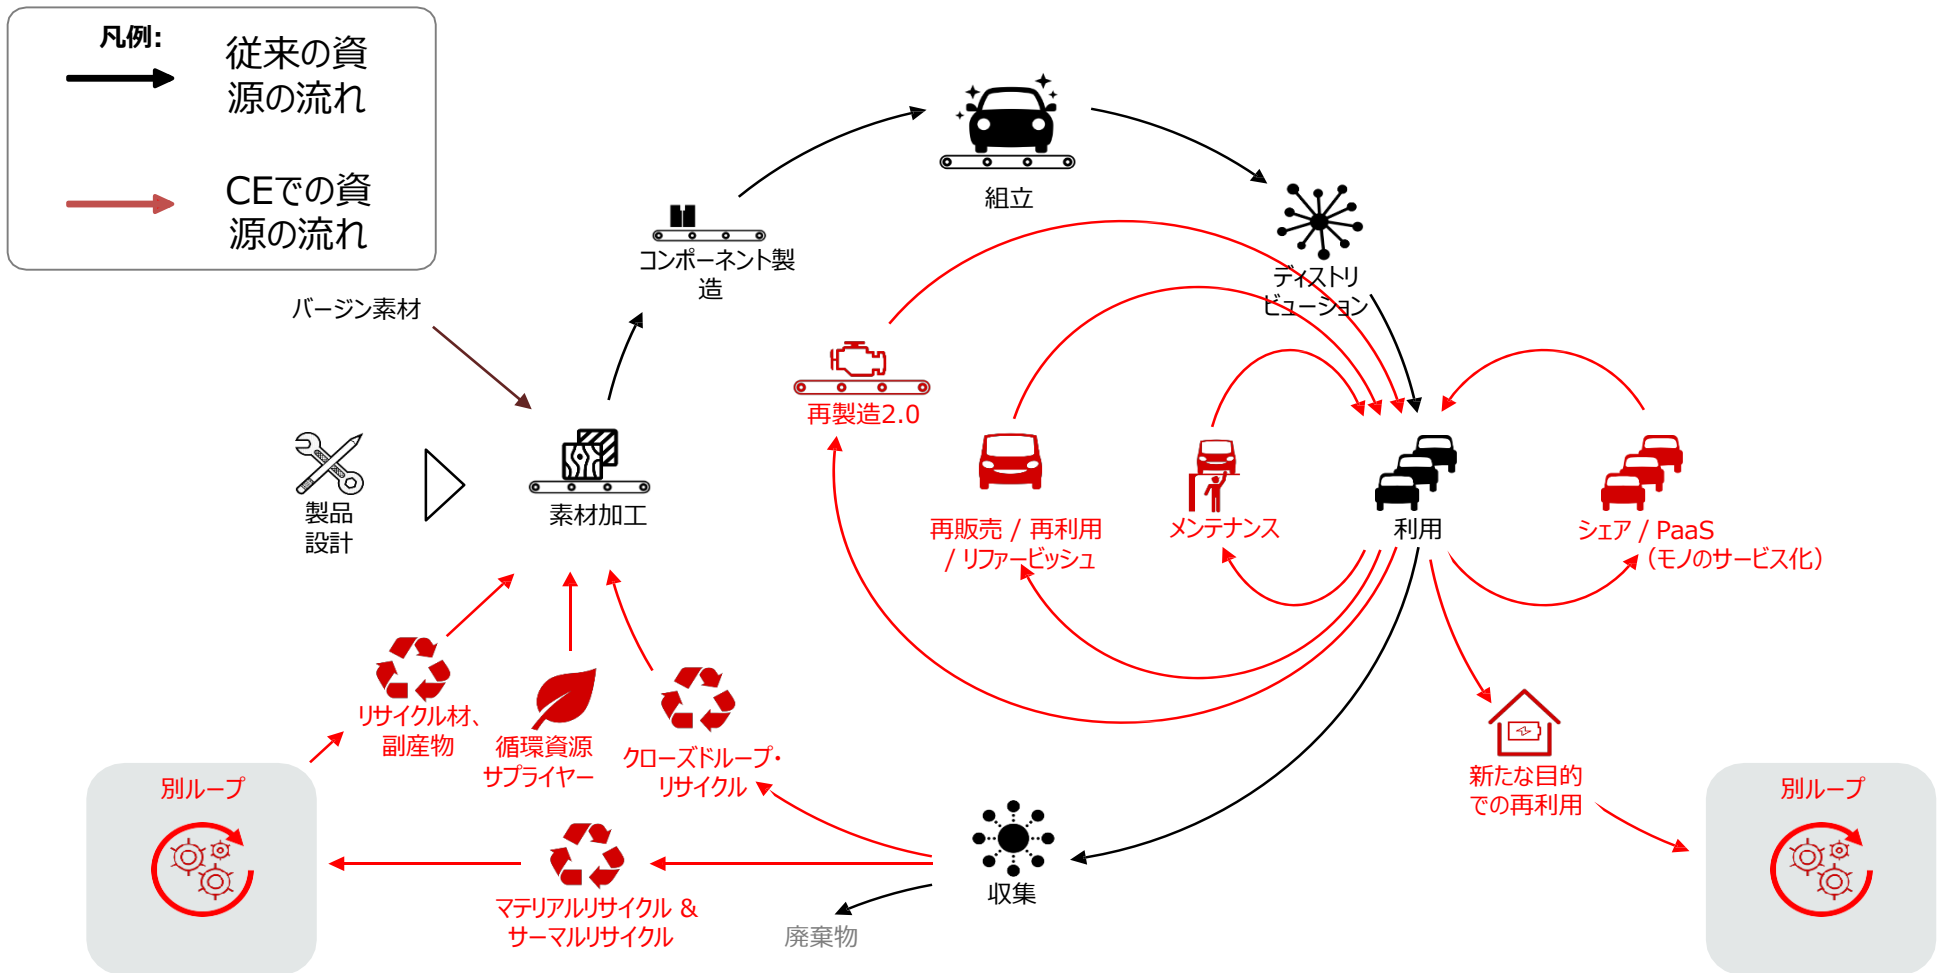 凡例:
従来の資
源の流れ
CEでの資
源の流れ
組立
コンポーネント製
造
ディストリ
ビューション
バージン素材
再製造2.0
製品
設計
素材加工
再販売 / 再利用
/ リファービッシュ
メンテナンス
利用
シェア / PaaS
（モノのサービス化）
リサイクル材、
副産物
循環資源
サプライヤー
クローズドループ・
リサイクル
新たな目的
での再利用
別ループ
別ループ
収集
マテリアルリサイクル &
サーマルリサイクル
廃棄物